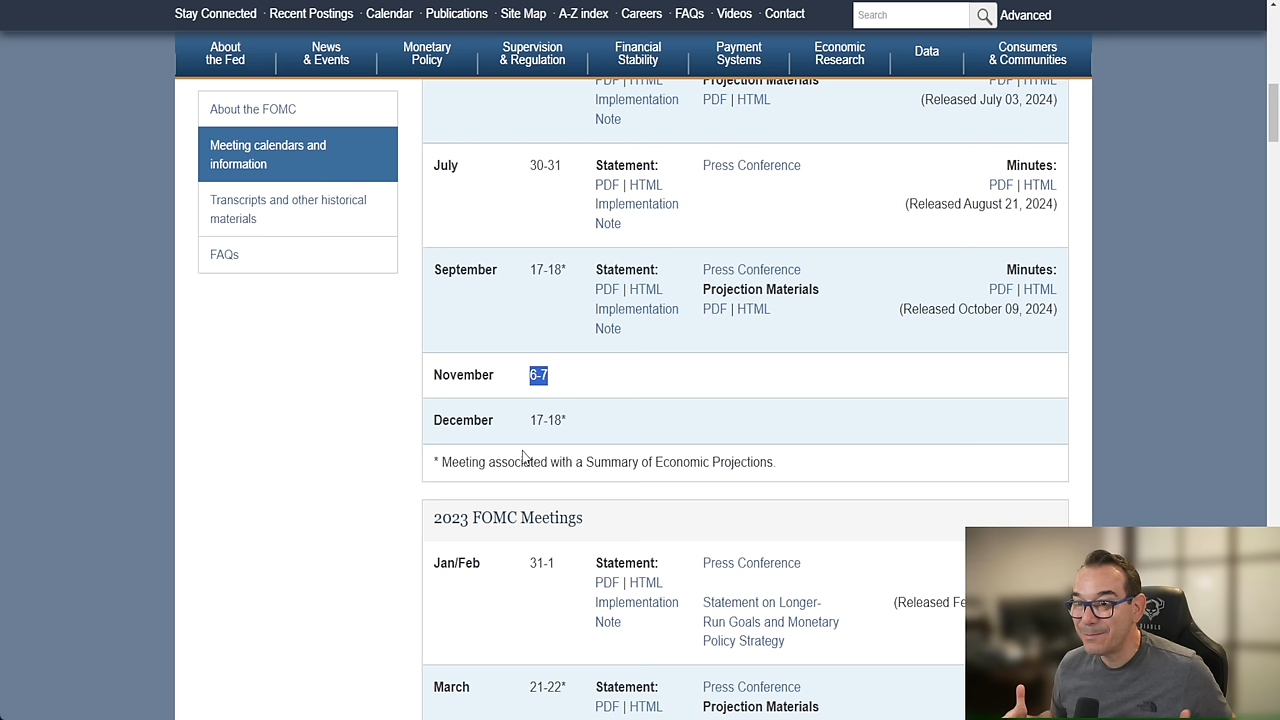 Stay Connected · Recent Postings · Calendar · Publications · Site Map · A-Z index · Careers · FAQs · Videos · Contact
Search
Advanced
About the Fed
News & Events
Monetary Policy
Supervision & Regulation
Financial Stability
Payment Systems
Economic Research
Data
Consumers & Communities
About the FOMC
Meeting calendars and
information
Transcripts and other historical
materials
FAQs
PDF | HTML
Implementation
Note
Projection Materials
PDF | HTML
PDF | HTML
(Released July 03, 2024)
July
30-31
Statement:
PDF | HTML
Implementation
Note
Press Conference
Minutes:
PDF | HTML
(Released August 21, 2024)
September
17-18*
Statement:
PDF | HTML
Implementation
Note
Press Conference
Projection Materials
PDF | HTML
Minutes:
PDF | HTML
(Released October 09, 2024)
November
6-7
December
17-18*
* Meeting associated with a Summary of Economic Projections.
2023 FOMC Meetings
Jan/Feb
31-1
Statement:
PDF | HTML
Implementation
Note
Press Conference
Statement on Longer-
Run Goals and Monetary
Policy Strategy
(Released
March
21-22*
Statement:
PDF | HTML
Press Conference
Projection Materials